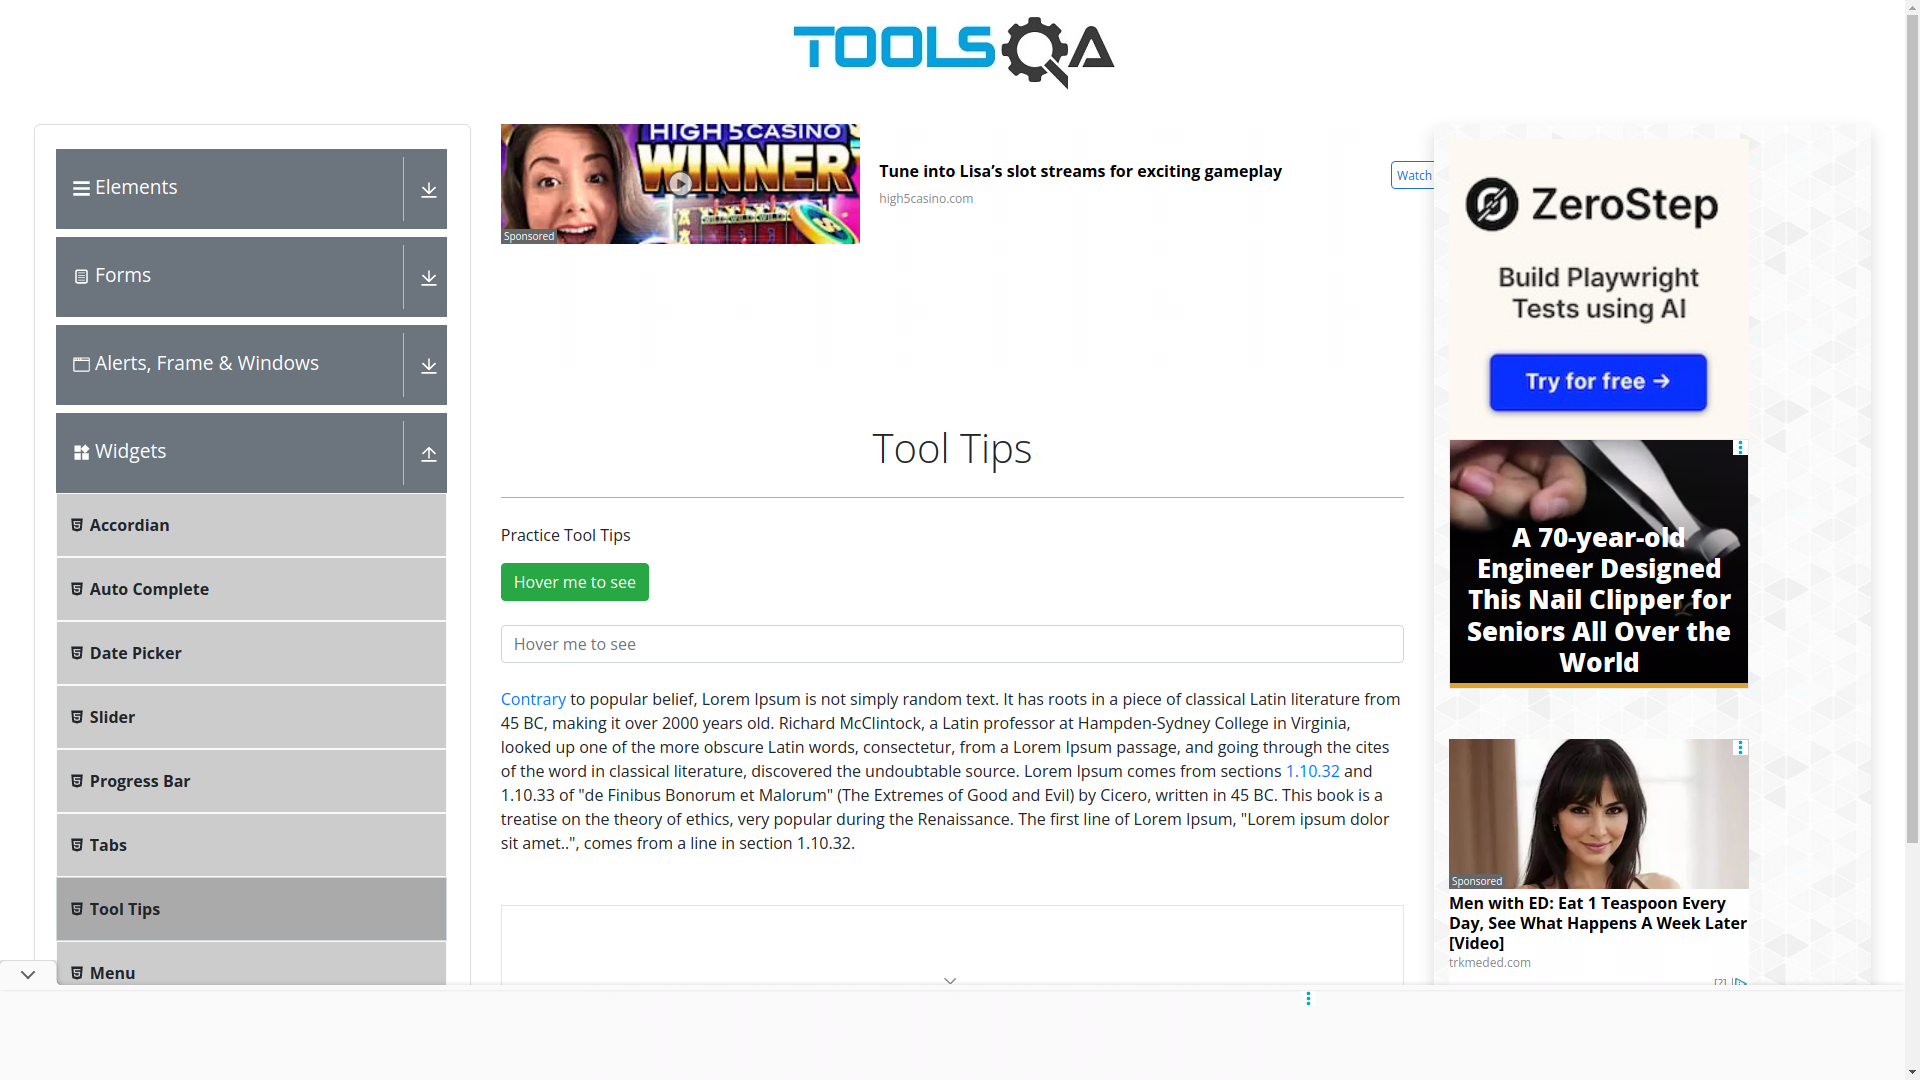 TOOLSQA
Elements
Forms
Alerts, Frame & Windows
Widgets
Accordian
Auto Complete
Date Picker
Slider
Progress Bar
Tabs
Tool Tips
Menu
HIGH 5 CASINO
WINNER
Sponsored
Tune into Lisa’s slot streams for exciting gameplay
high5casino.com
Watch
Tool Tips
Practice Tool Tips
Hover me to see
Hover me to see
Contrary to popular belief, Lorem Ipsum is not simply random text. It has roots in a piece of classical Latin literature from
45 BC, making it over 2000 years old. Richard McClintock, a Latin professor at Hampden-Sydney College in Virginia,
looked up one of the more obscure Latin words, consectetur, from a Lorem Ipsum passage, and going through the cites
of the word in classical literature, discovered the undoubtable source. Lorem Ipsum comes from sections 1.10.32 and
1.10.33 of "de Finibus Bonorum et Malorum" (The Extremes of Good and Evil) by Cicero, written in 45 BC. This book is a
treatise on the theory of ethics, very popular during the Renaissance. The first line of Lorem Ipsum, "Lorem ipsum dolor
sit amet..", comes from a line in section 1.10.32.
ZeroStep
Build Playwright
Tests using AI
Try for free →
A 70-year-old
Engineer Designed
This Nail Clipper for
Seniors All Over the
World
Sponsored
Men with ED: Eat 1 Teaspoon Every
Day, See What Happens A Week Later
[Video]
trkmeded.com